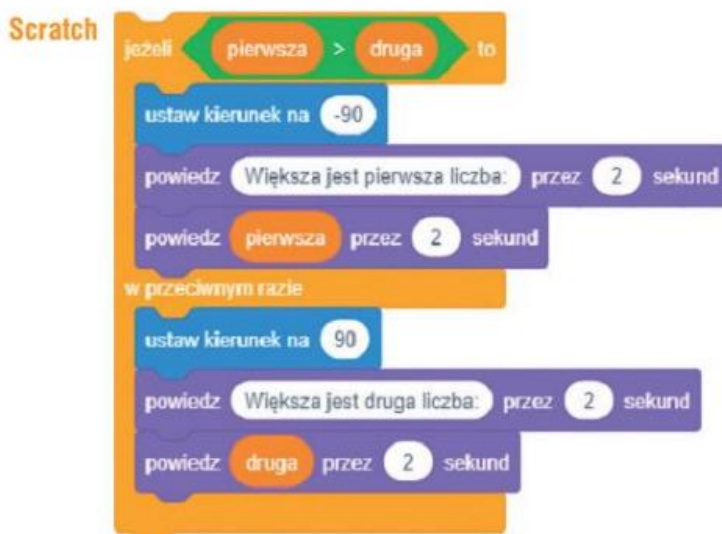 Scratch
jeżeli pierwsza > druga to
ustaw kierunek na -90
powiedz Większa jest pierwsza liczba: przez 2 sekund
powiedz pierwsza przez 2 sekund
w przeciwnym razie
ustaw kierunek na 90
powiedz Większa jest druga liczba: przez 2 sekund
powiedz druga przez 2 sekund